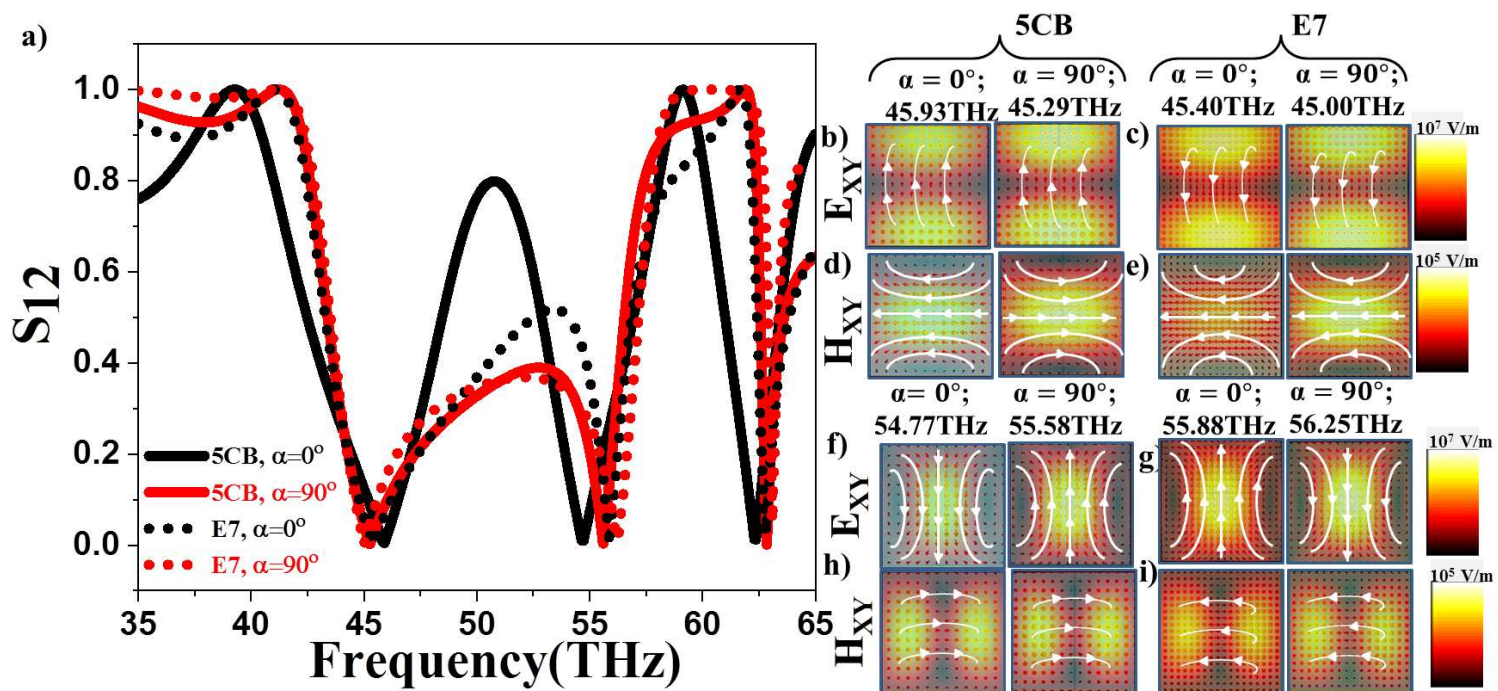 a)
S12
1.0
0.8
0.6
0.4
0.2
0.0
5CB, α=0°
5CB, α=90°
E7, α=0°
E7, α=90°
35 40 45 50 55 60 65
Frequency(THz)
5CB E7
α = 0°; α = 90°; α = 0°; α = 90°;
45.93THz 45.29THz 45.40THz 45.00THz
b) c)
EXY
10⁷ V/m
d) e)
HXY
10⁵ V/m
α = 0°; α = 90°; α = 0°; α = 90°;
54.77THz 55.58THz 55.88THz 56.25THz
f) g)
EXY
10⁷ V/m
h) i)
HXY
10⁵ V/m